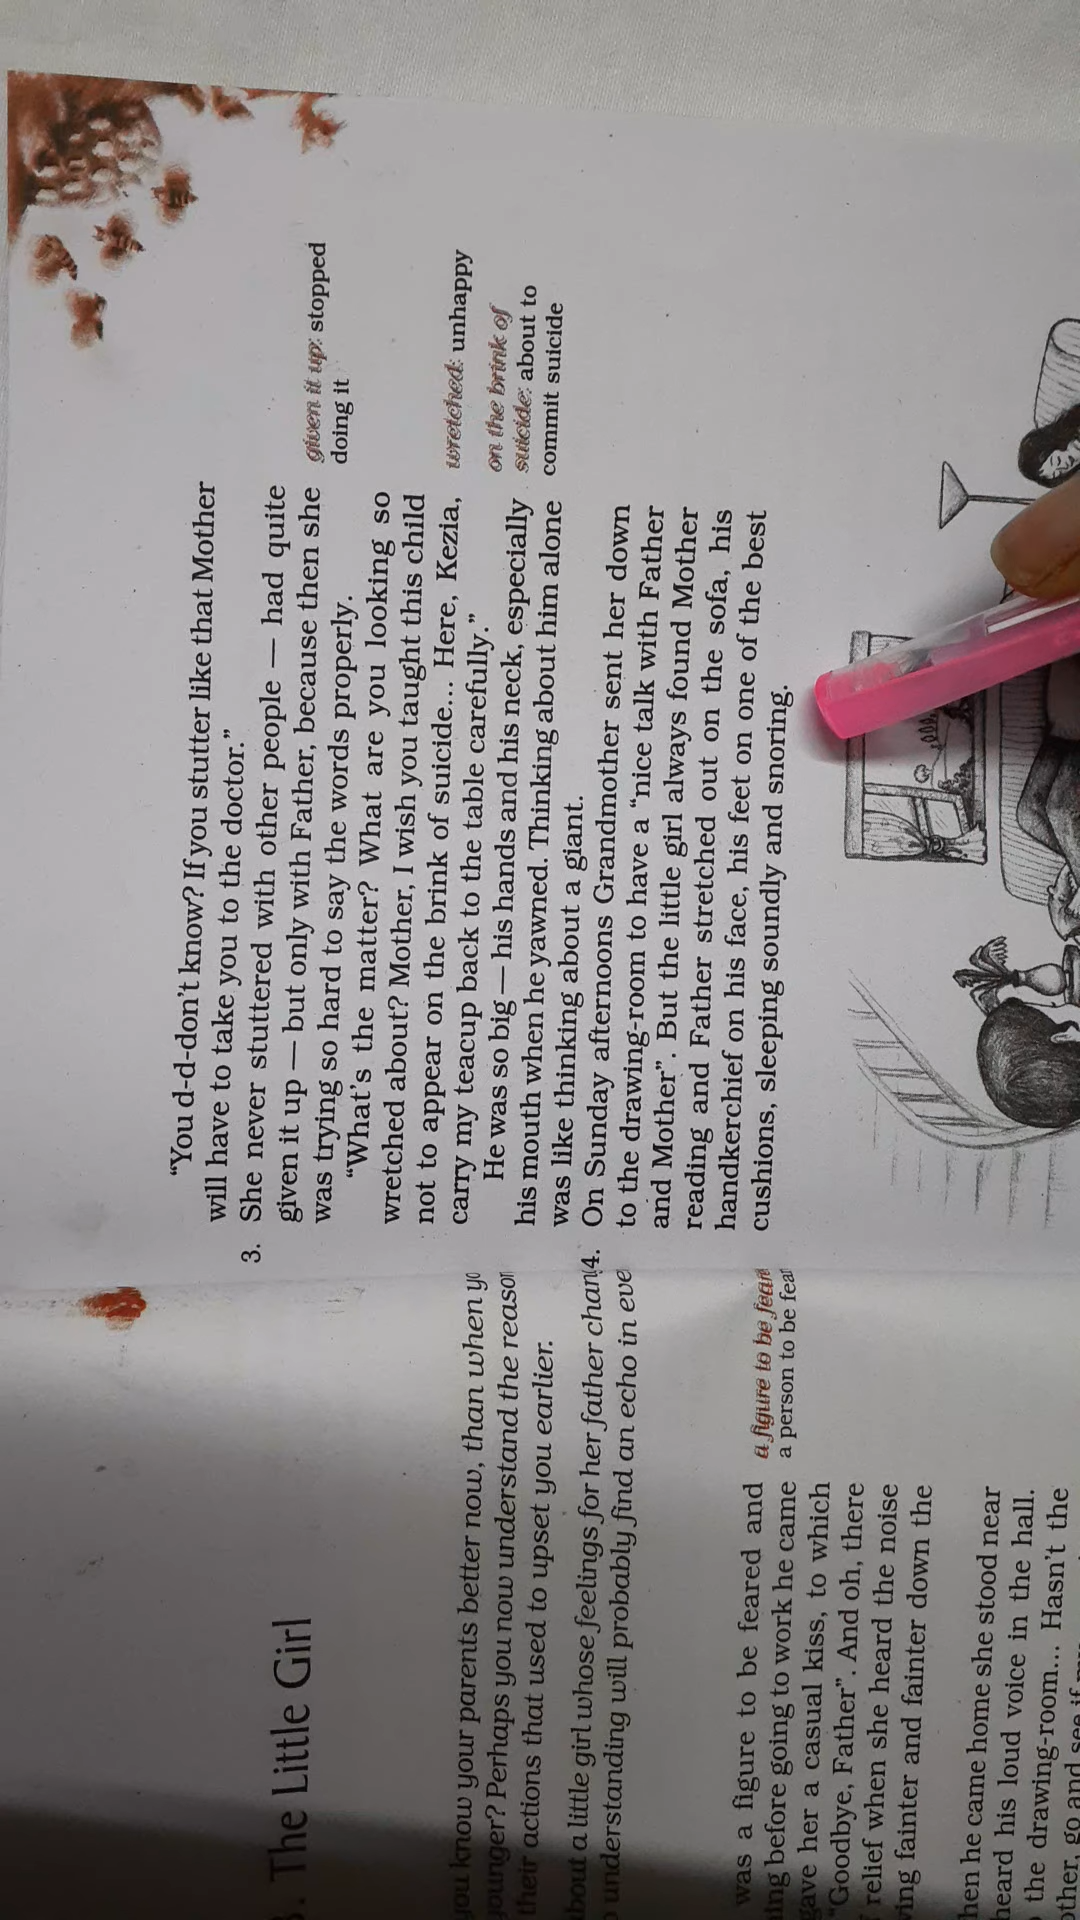 . The Little Girl
you know your parents better now, than when
younger? Perhaps you now understand the reason
their actions that used to upset you earlier.
about a little girl whose feelings for her father
understanding will probably find an echo in
was a figure to be feared and
before going to work he came
gave her a casual kiss, to which
“Goodbye, Father”. And oh, there
relief when she heard the noise
fainter and fainter down the
a figure to be
a person to be
when he came home she stood near
heard his loud voice in the hall.
the drawing-room... Hasn't the
go and see if
“You d-d-don't know? If you stutter like that Mother
will have to take you to the doctor.”
3. She never stuttered with other people — had quite
given it up — but only with Father, because then she
was trying so hard to say the words properly.
“What's the matter? What are you looking so
wretched about? Mother, I wish you taught this child
not to appear on the brink of suicide... Here, Kezia,
carry my teacup back to the table carefully.”
He was so big — his hands and his neck, especially
his mouth when he yawned. Thinking about him alone
was like thinking about a giant.
4. On Sunday afternoons Grandmother sent her down
to the drawing-room to have a “nice talk with Father
and Mother”. But the little girl always found Mother
reading and Father stretched out on the sofa, his
handkerchief on his face, his feet on one of the best
cushions, sleeping soundly and snoring.
given it up: stopped
doing it
wretched: unhappy
on the brink of
suicide: about to
commit suicide